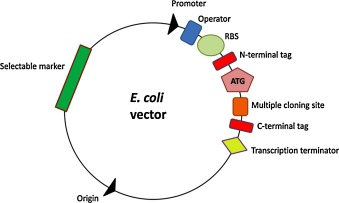 Promoter
Operator
RBS
N-terminal tag
Selectable marker
ATG
E. coli
vector
Multiple cloning site
C-terminal tag
Transcription terminator
Origin